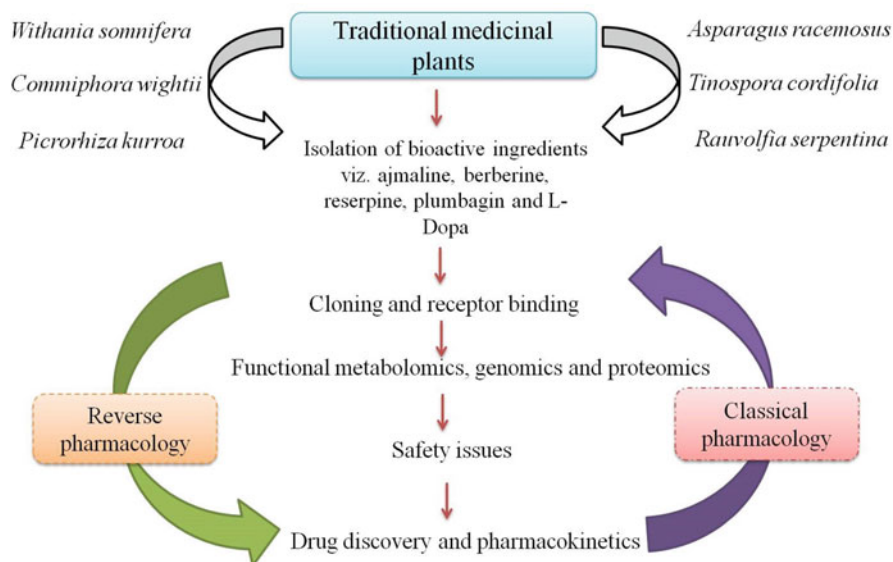 Withania somnifera
Commiphora wightii
Picrorhiza kurroa
Traditional medicinal
plants
Asparagus racemosus
Tinospora cordifolia
Rauvolfia serpentina
Isolation of bioactive ingredients
viz. ajmaline, berberine,
reserpine, plumbagin and L-
Dopa
Cloning and receptor binding
Functional metabolomics, genomics and proteomics
Reverse
pharmacology
Classical
pharmacology
Safety issues
Drug discovery and pharmacokinetics